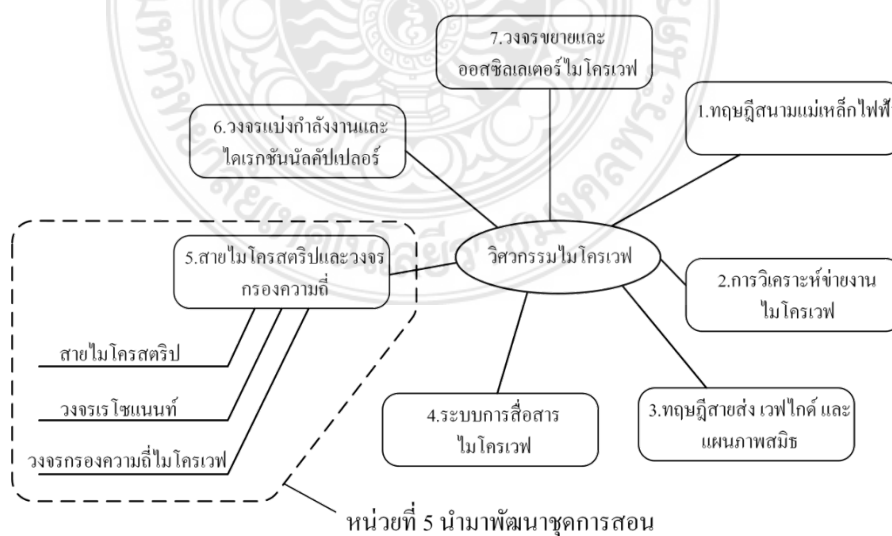 7.วงจรขยายและ
ออสซิลเลเตอร์ไมโครเวฟ
1.ทฤษฎีสนามแม่เหล็กไฟฟ้
6.วงจรแบ่งกำลังงานและ
ไดเรกชันนัลคัปเปลอร์
5.สายไมโครสตริปและวงจร
กรองความถี่
วิศวกรรมไมโครเวฟ
2.การวิเคราะห์ข่ายงาน
ไมโครเวฟ
สายไมโครสตริป
วงจรเรโซแนนท์
วงจรกรองความถี่ไมโครเวฟ
4.ระบบการสื่อสาร
ไมโครเวฟ
3.ทฤษฎีสายส่ง เวฟไกด์ และ
แผนภาพสมิธ
หน่วยที่ 5 นำมาพัฒนาชุดการสอน